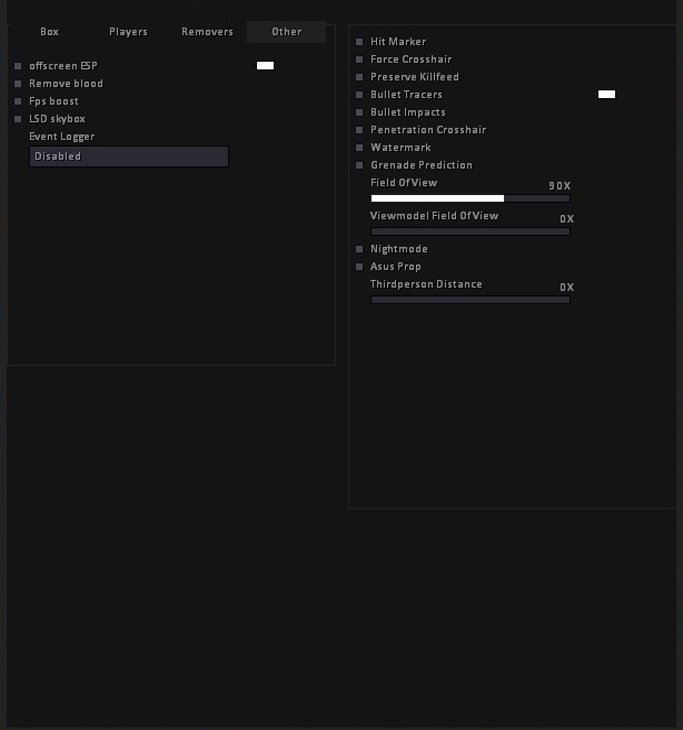 Box Players Removers Other
offscreen ESP
Remove blood
Fps boost
LSD skybox
Event Logger
Disabled
Hit Marker
Force Crosshair
Preserve Killfeed
Bullet Tracers
Bullet Impacts
Penetration Crosshair
Watermark
Grenade Prediction
Field Of View 90X
Viewmodel Field Of View 0X
Nightmode
Asus Prop
Thirdperson Distance 0X